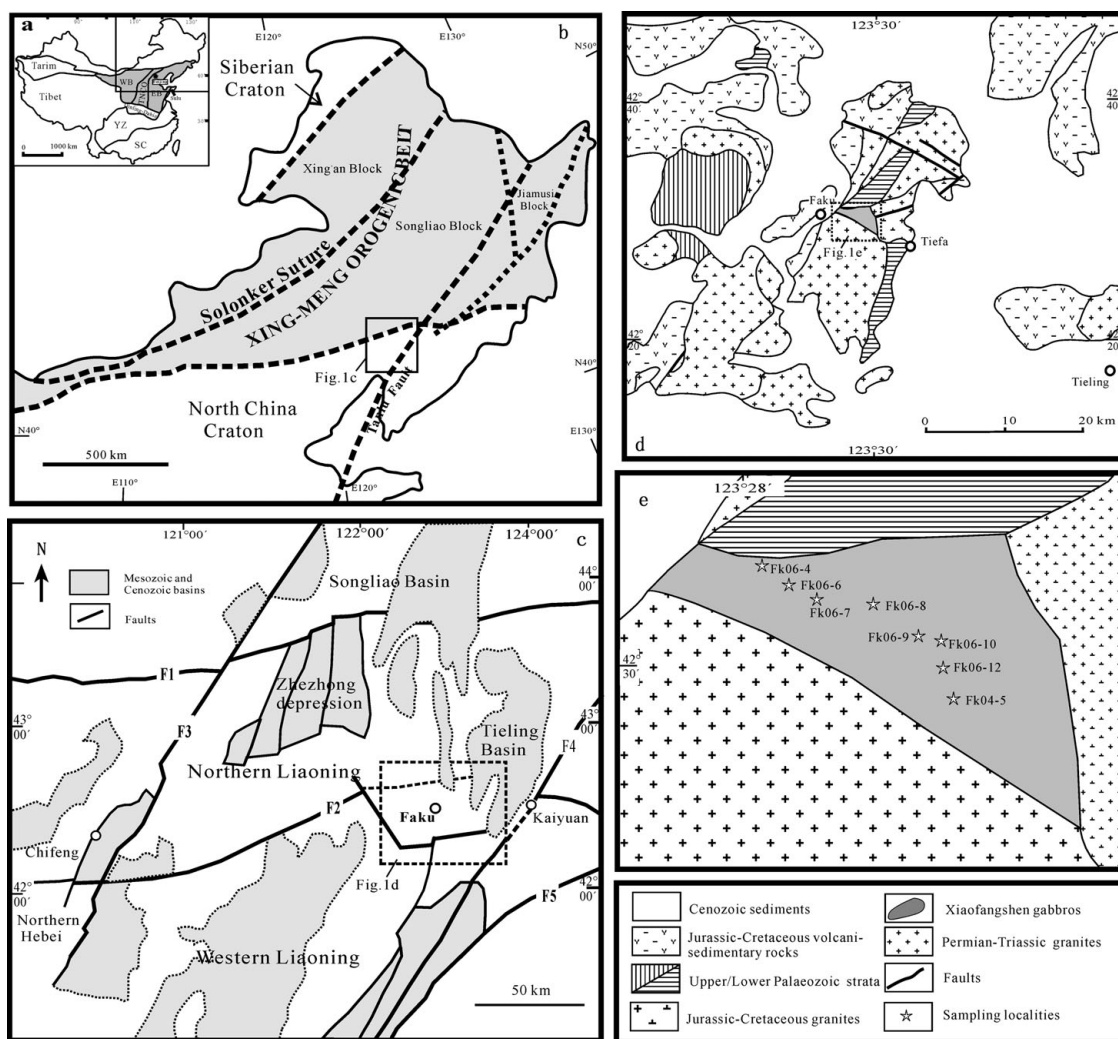 a
Tarim
Tibet
WB
TNCO
EB
YZ
SC
0 1000 km
b
E120°
E130°
N50°
Siberian
Craton
Xing'an Block
Songliao Block
Jiamusi
Block
Solonker Suture
XING-MENG OROGENIC BELT
Fig.1c
Tanlu Fault
North China
Craton
N40°
N40°
500 km
E110°
E120°
E130°
c
121°
00′
122°
00′
124°
00′
N
Mesozoic and
Cenozoic basins
Faults
Songliao Basin
44°
00′
F1
Zhezhong
depression
43°
00′
43°
00′
F3
Tieling
Basin
F4
Northern Liaoning
F2
Faku
Kaiyuan
Chifeng
Fig.1d
42°
00′
42°
00′
F5
Northern
Hebei
Western Liaoning
50 km
123°30′
42°
40′
42°
40′
Faku
Tiefa
Fig.1e
42°
20′
42°
20′
Tieling
0 10 20 km
d
123°30′
e
123°28′
Fk06-4
Fk06-6
Fk06-7
Fk06-8
Fk06-9
Fk06-10
Fk06-12
Fk04-5
42°
30′
42°
30′
Cenozoic sediments
Jurassic-Cretaceous volcani-
sedimentary rocks
Upper/Lower Palaeozoic strata
Jurassic-Cretaceous granites
Xiaofangshen gabbros
Permian-Triassic granites
Faults
Sampling localities